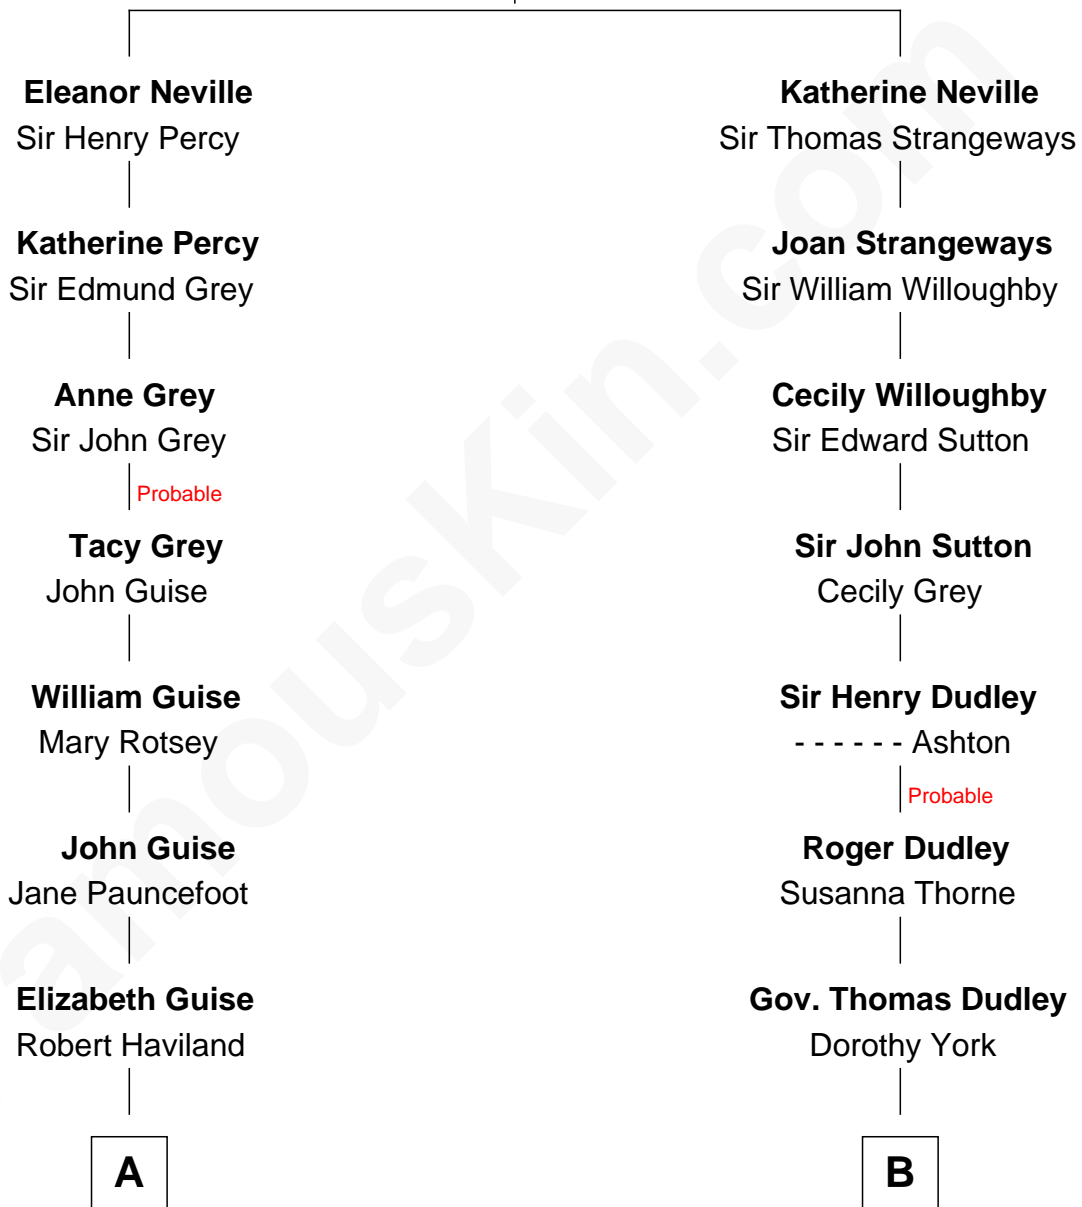 Eleanor Neville
Sir Henry Percy
Katherine Percy
Sir Edmund Grey
Anne Grey
Sir John Grey
Probable
Tacy Grey
John Guise
William Guise
Mary Rotsey
John Guise
Jane Pauncefoot
Elizabeth Guise
Robert Haviland
A
Katherine Neville
Sir Thomas Strangeways
Joan Strangeways
Sir William Willoughby
Cecily Willoughby
Sir Edward Sutton
Sir John Sutton
Cecily Grey
Sir Henry Dudley
- - - - - - Ashton
Probable
Roger Dudley
Susanna Thorne
Gov. Thomas Dudley
Dorothy York
B
amouskin.com